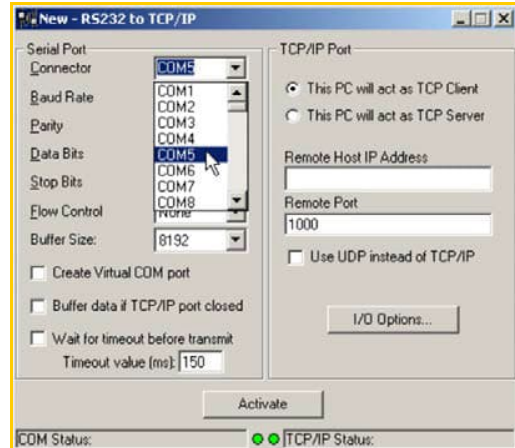 New - RS232 to TCP/IP
Serial Port
Connector
COM5
COM1
COM2
COM3
COM4
COM5
COM6
COM7
COM8
Baud Rate
Parity
Data Bits
Stop Bits
Flow Control
None
Buffer Size:
8192
Create Virtual COM port
Buffer data if TCP/IP port closed
Wait for timeout before transmit
Timeout value (ms): 150
TCP/IP Port
This PC will act as TCP Client
This PC will act as TCP Server
Remote Host IP Address
Remote Port
1000
Use UDP instead of TCP/IP
I/O Options...
Activate
COM Status:
TCP/IP Status: